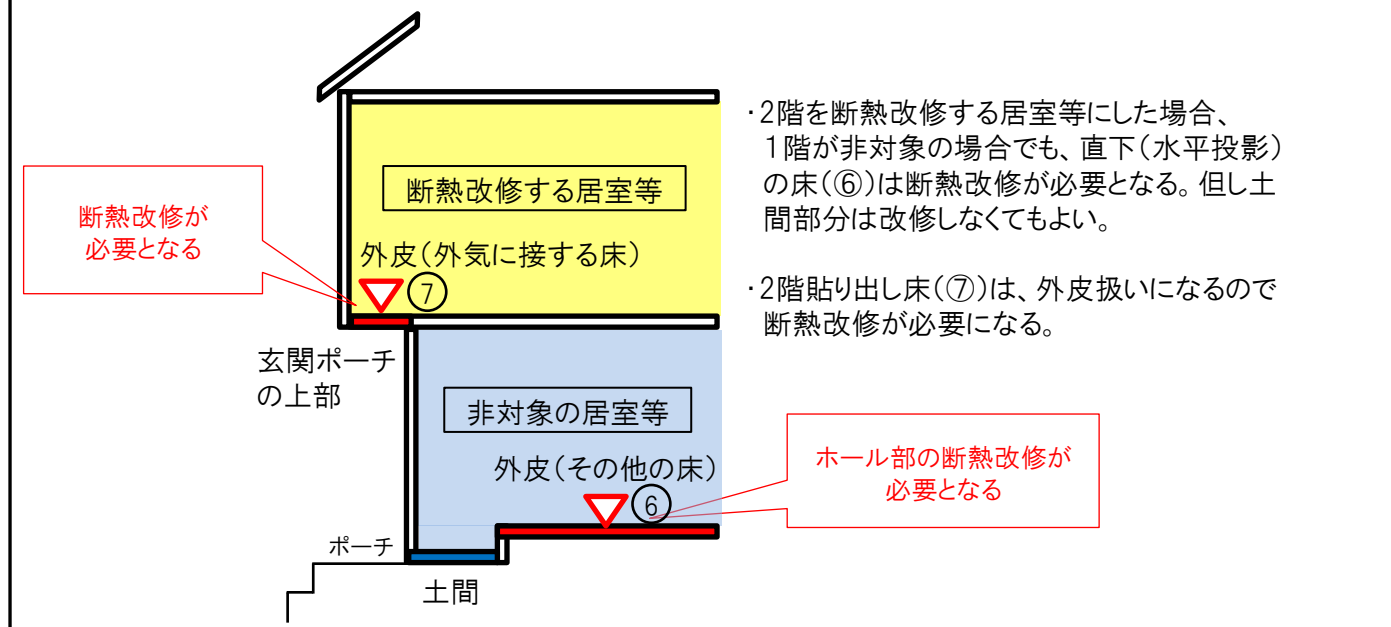 ・2階を断熱改修する居室等にした場合、
1階が非対象の場合でも、直下(水平投影)
の床(⑥)は断熱改修が必要となる。但し土
間部分は改修しなくてもよい。
・2階貼り出し床(⑦)は、外皮扱いになるので
断熱改修が必要になる。
断熱改修する居室等
断熱改修が
必要となる
外皮(外気に接する床)
⑦
玄関ポーチ
の上部
非対象の居室等
外皮(その他の床)
⑥
ホール部の断熱改修が
必要となる
ポーチ
土間